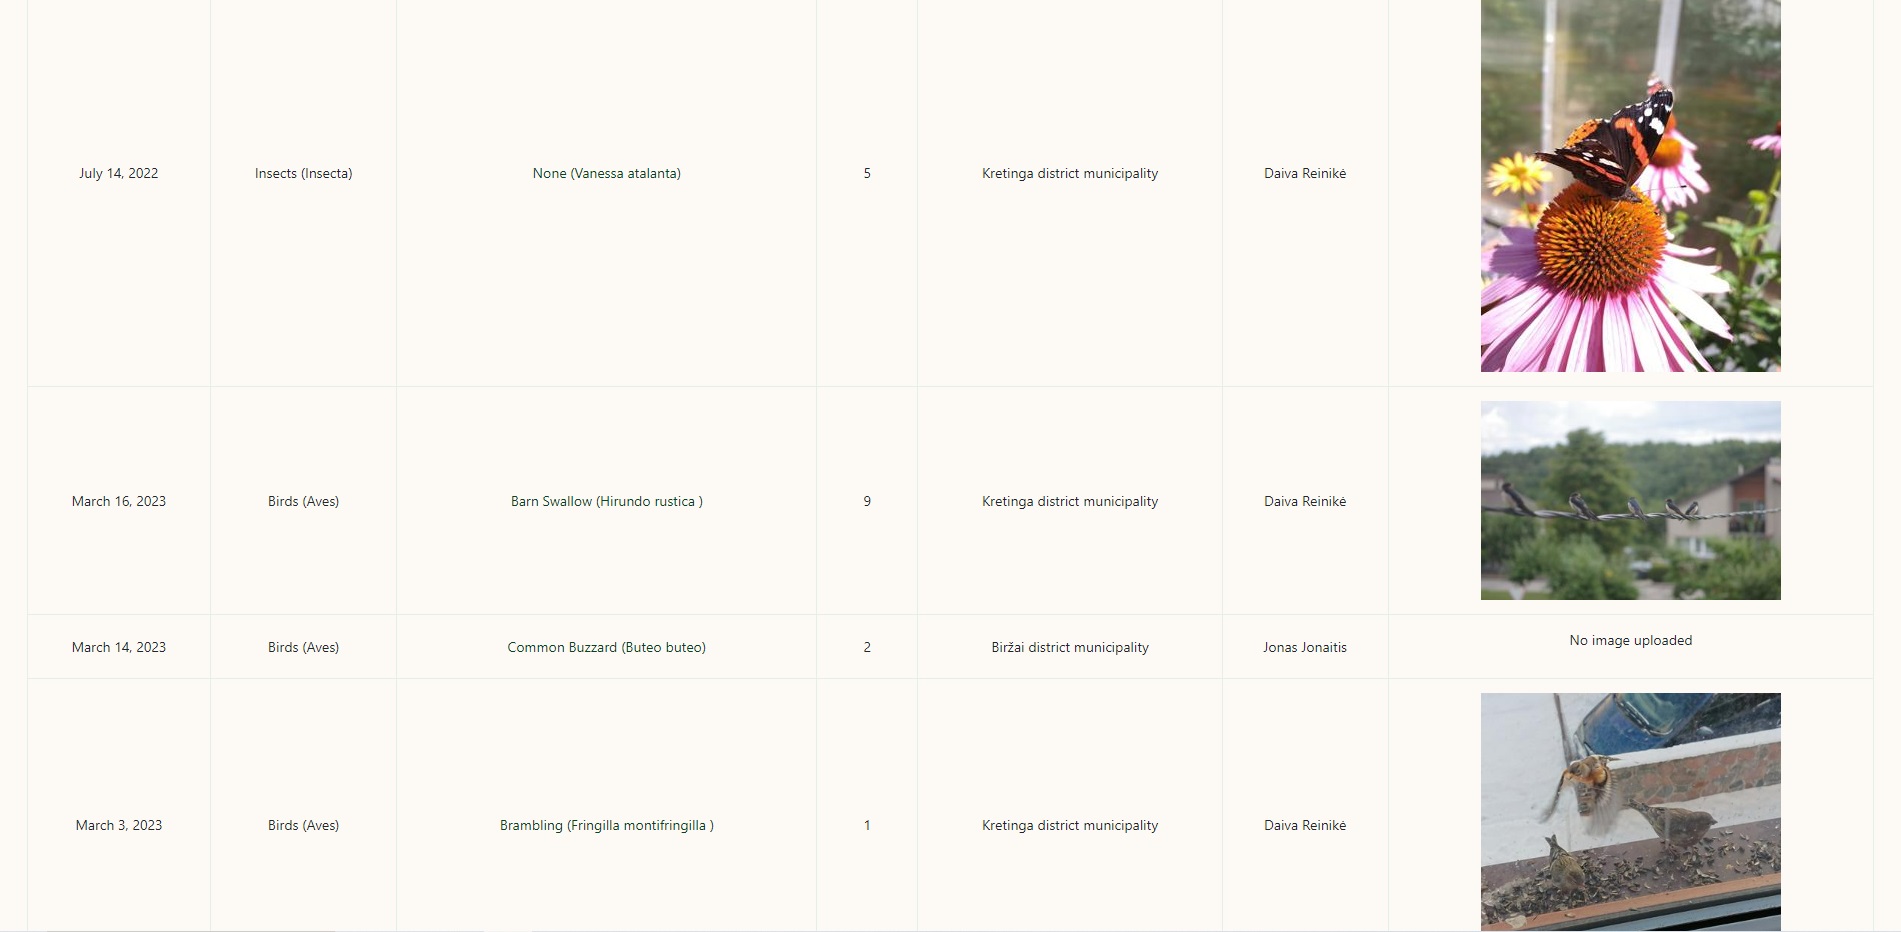 July 14, 2022 Insects (Insecta) None (Vanessa atalanta) 5 Kretinga district municipality Daiva Reinikė
March 16, 2023 Birds (Aves) Barn Swallow (Hirundo rustica ) 9 Kretinga district municipality Daiva Reinikė
March 14, 2023 Birds (Aves) Common Buzzard (Buteo buteo) 2 Biržai district municipality Jonas Jonaitis No image uploaded
March 3, 2023 Birds (Aves) Brambling (Fringilla montifringilla ) 1 Kretinga district municipality Daiva Reinikė